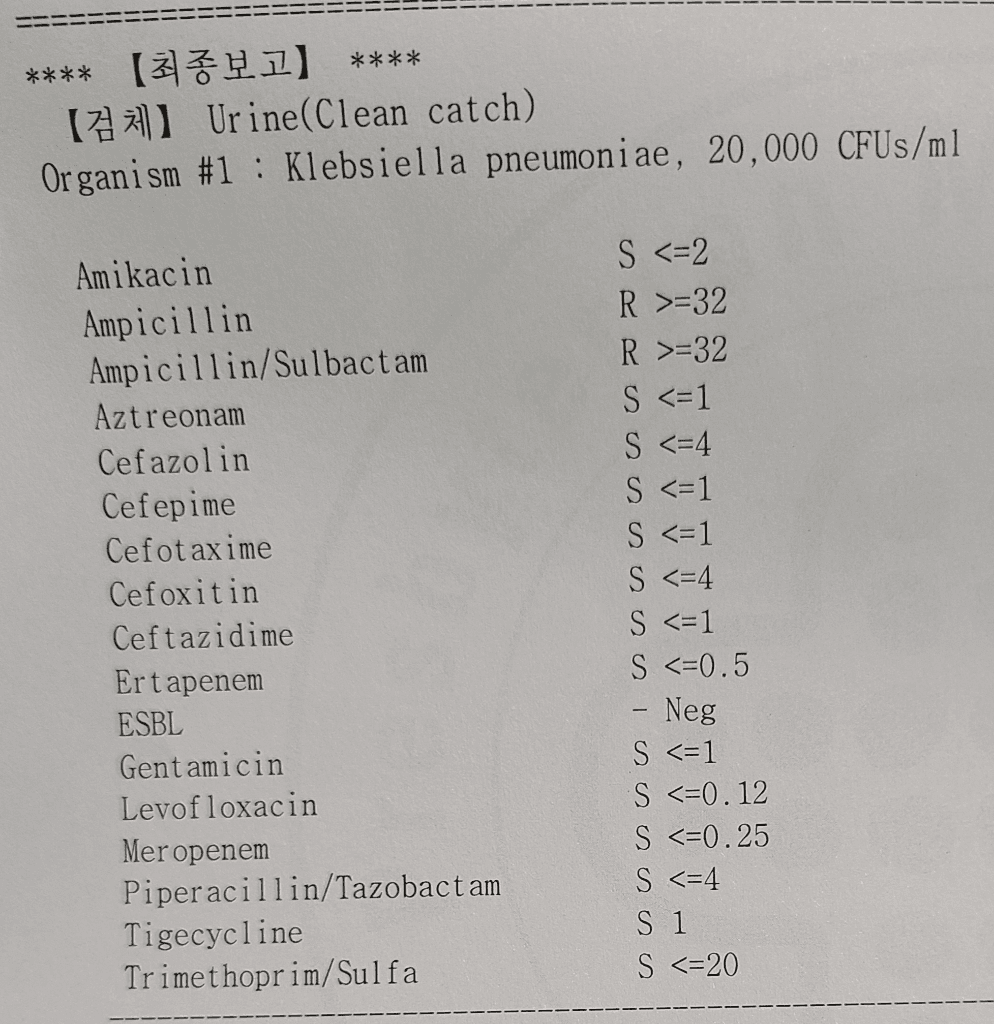 **** 【최종보고】 ****
【검체】 Urine(Clean catch)
Organism #1 : Klebsiella pneumoniae, 20,000 CFUs/ml
Amikacin S <=2
Ampicillin R >=32
Ampicillin/Sulbactam R >=32
Aztreonam S <=1
Cefazolin S <=4
Cefepime S <=1
Cefotaxime S <=1
Cefoxitin S <=4
Ceftazidime S <=1
Ertapenem S <=0.5
ESBL - Neg
Gentamicin S <=1
Levofloxacin S <=0.12
Meropenem S <=0.25
Piperacillin/Tazobactam S <=4
Tigecycline S 1
Trimethoprim/Sulfa S <=20